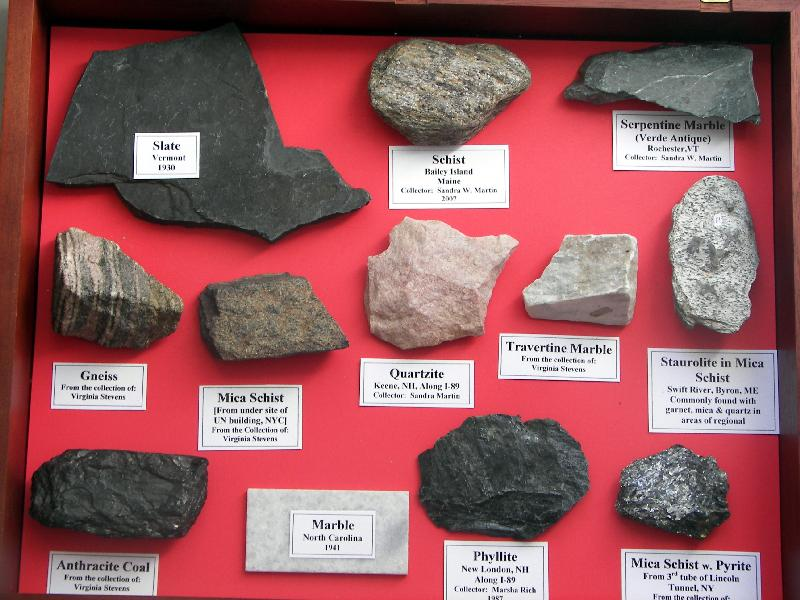 Slate
Vermont
1930
Schist
Bailey Island
Maine
Collector: Sandra W. Martin
2007
Serpentine Marble
(Verde Antique)
Rochester,VT
Collector: Sandra W. Martin
Gneiss
From the collection of:
Virginia Stevens
Mica Schist
[From under site of
UN building, NYC]
From the Collection of:
Virginia Stevens
Quartzite
Keene, NH, Along I-89
Collector: Sandra Martin
Travertine Marble
From the collection of:
Virginia Stevens
Staurolite in Mica
Schist
Swift River, Byron, ME
Commonly found with
garnet, mica & quartz in
areas of regional
Anthracite Coal
From the collection of:
Virginia Stevens
Marble
North Carolina
1941
Phyllite
New London, NH
Along I-89
Collector: Marsha Rich
1987
Mica Schist w. Pyrite
From 3rd tube of Lincoln
Tunnel, NY
From the collection of: